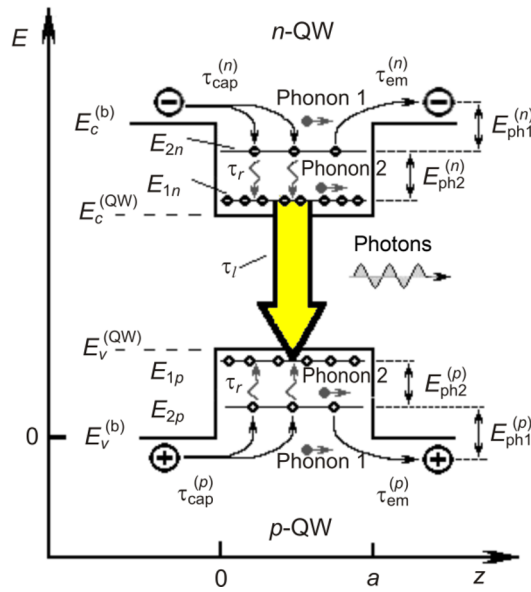 E
n-QW
τcap(n)
τem(n)
Phonon 1
Ec(b)
Eph1(n)
E2n
τr
Phonon 2
Eph2(n)
E1n
Ec(QW)
τl
Photons
Ev(QW)
E1p
τr
Phonon 2
Eph2(p)
E2p
0
Ev(b)
Phonon 1
Eph1(p)
τcap(p)
τem(p)
p-QW
0
a
z